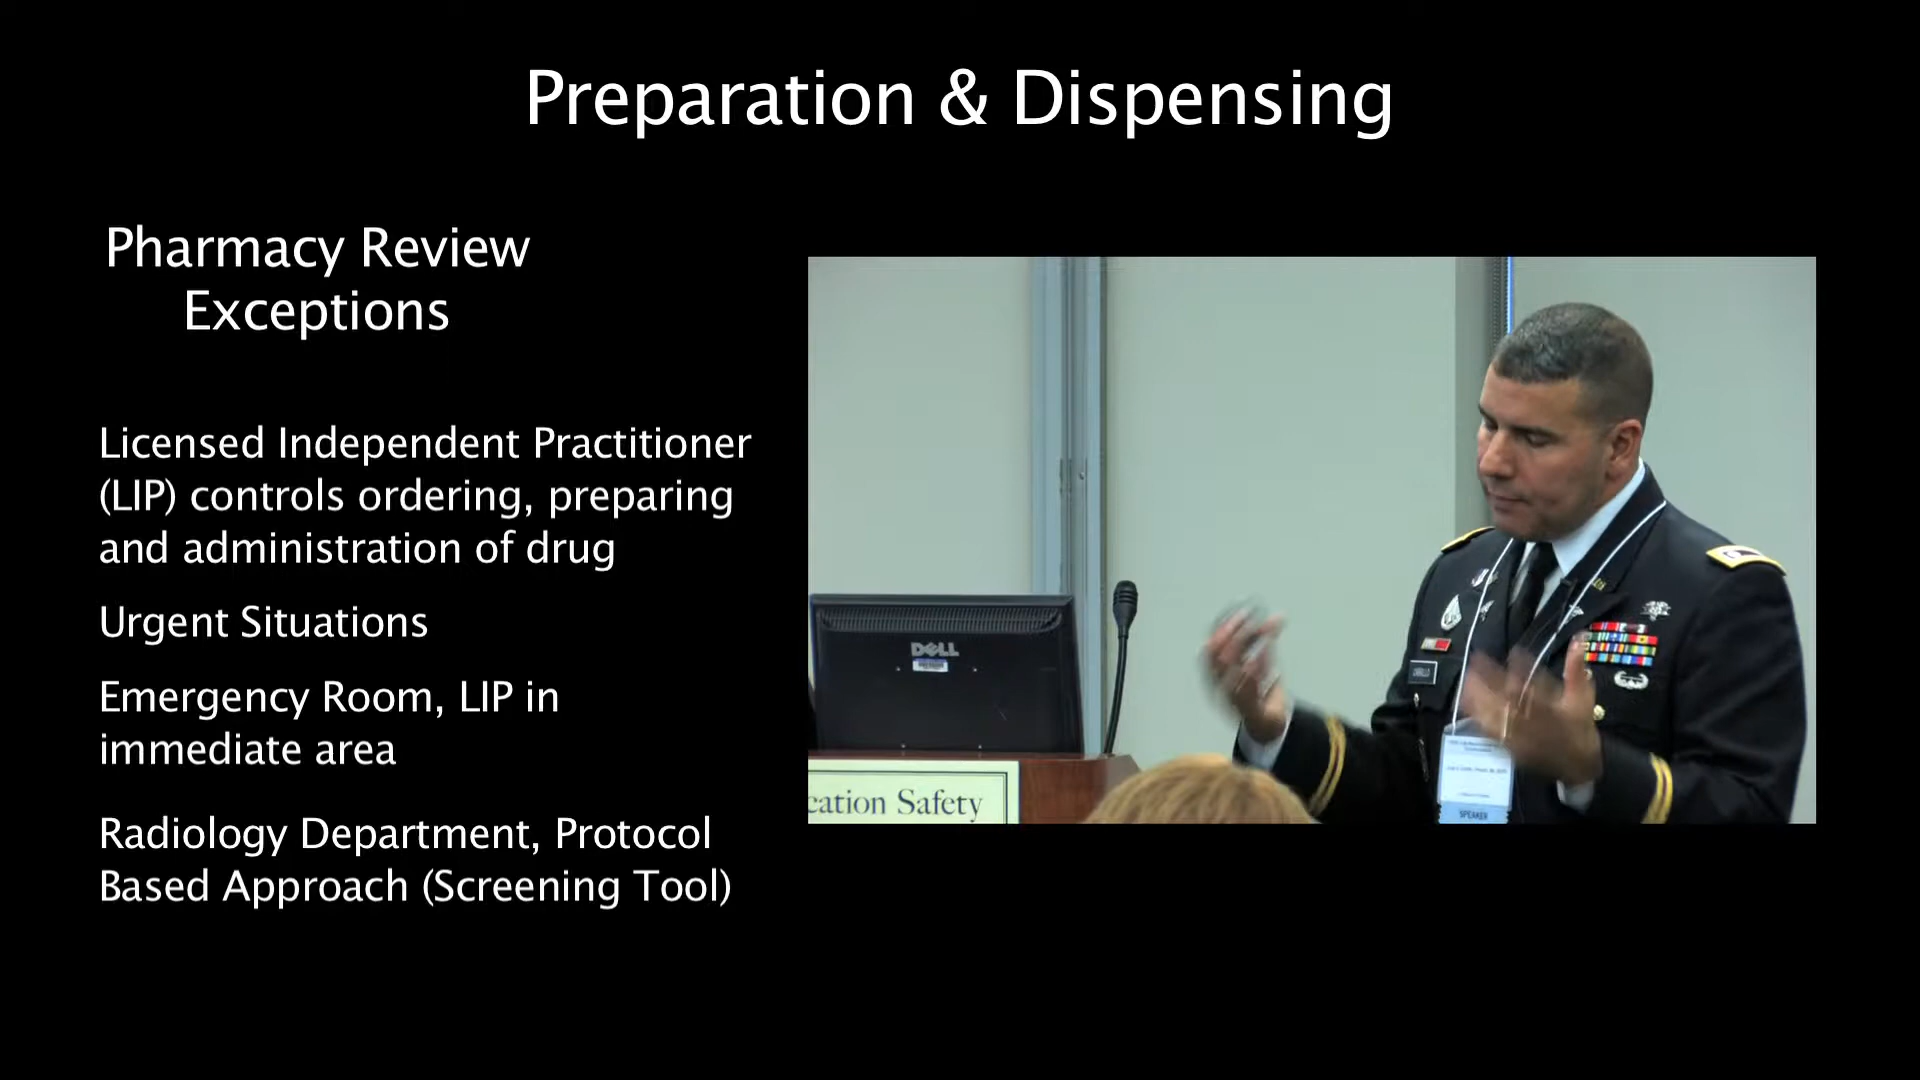 Preparation & Dispensing
Pharmacy Review
Exceptions
Licensed Independent Practitioner
(LIP) controls ordering, preparing
and administration of drug
Urgent Situations
Emergency Room, LIP in
immediate area
Radiology Department, Protocol
Based Approach (Screening Tool)
DELL
cation Safety
SPEAKER